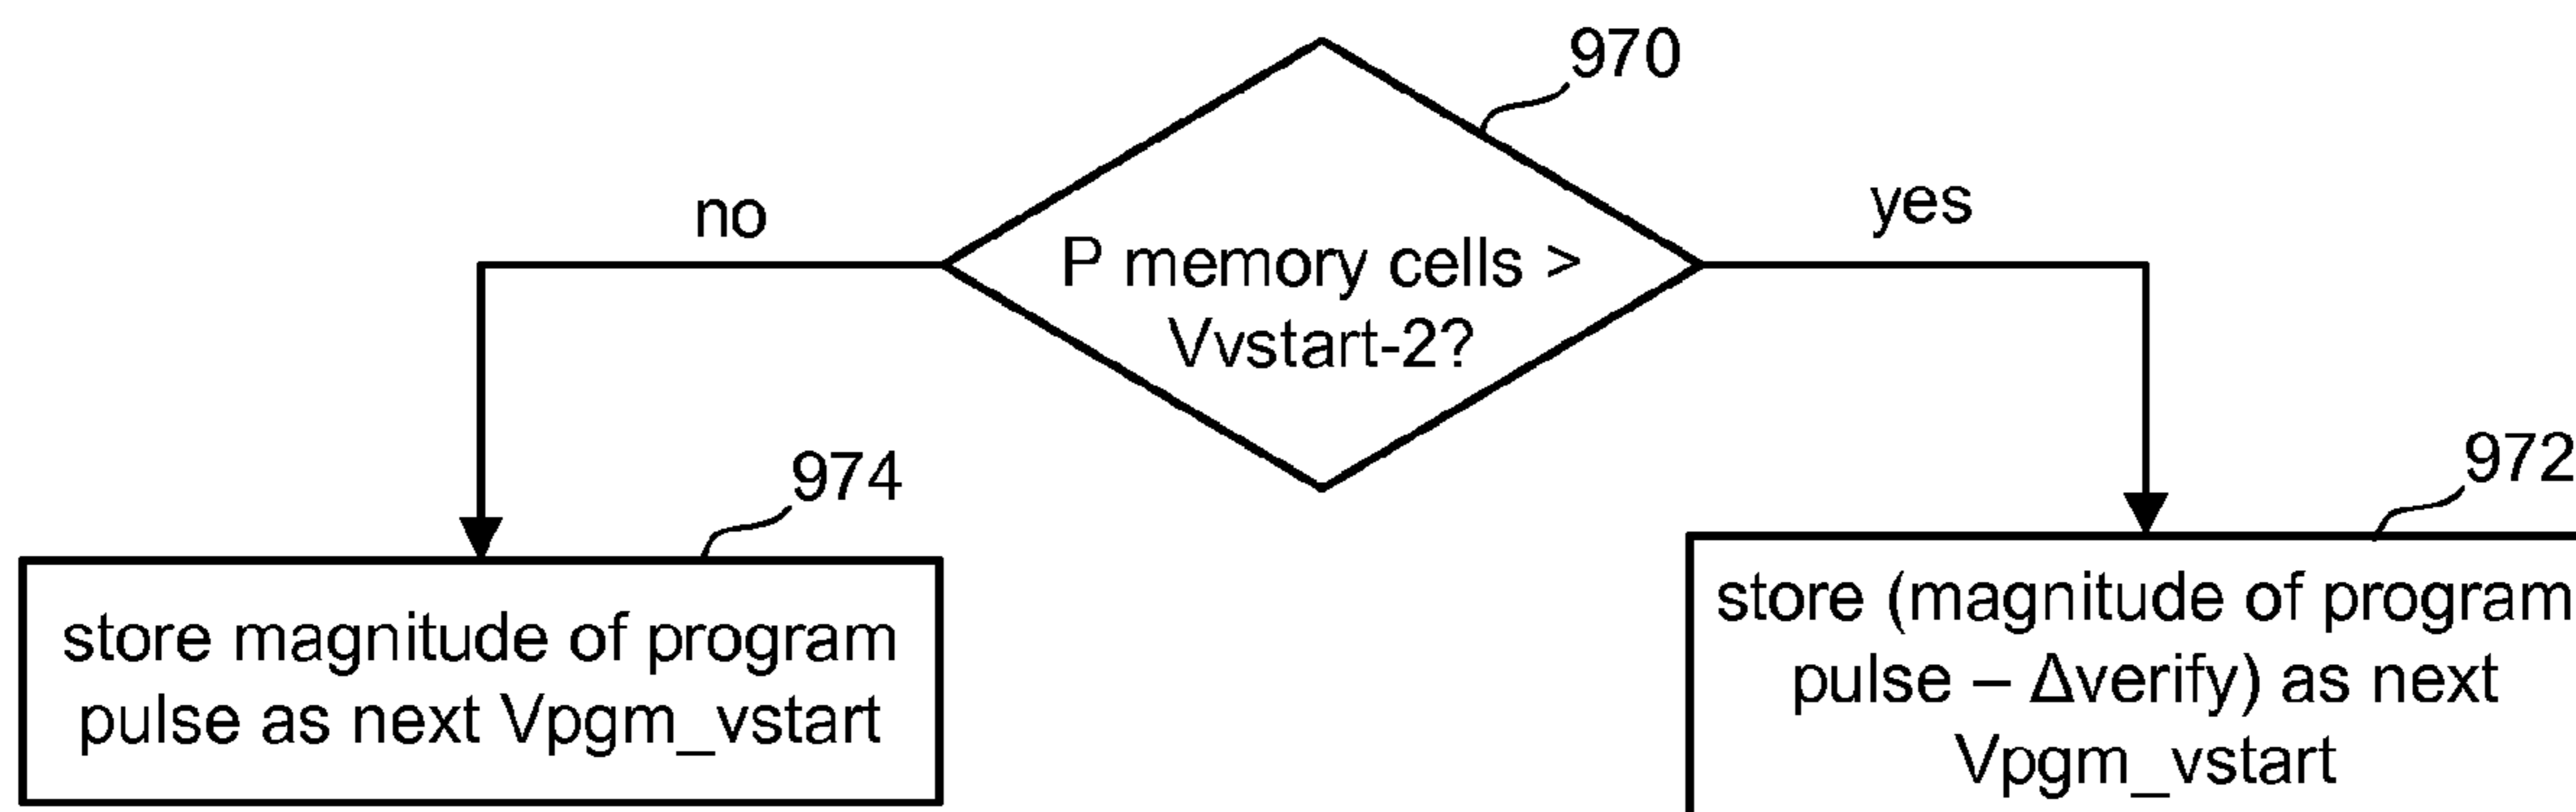 970
no
yes
P memory cells >
Vvstart-2?
974
972
store magnitude of program
pulse as next Vpgm_vstart
store (magnitude of program
pulse – Δverify) as next
Vpgm_vstart